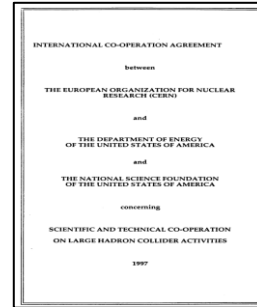 INTERNATIONAL CO-OPERATION AGREEMENT
between
THE EUROPEAN ORGANIZATION FOR NUCLEAR
RESEARCH (CERN)
and
THE DEPARTMENT OF ENERGY
OF THE UNITED STATES OF AMERICA
and
THE NATIONAL SCIENCE FOUNDATION
OF THE UNITED STATES OF AMERICA
concerning
SCIENTIFIC AND TECHNICAL CO-OPERATION
ON LARGE HADRON COLLIDER ACTIVITIES
1997